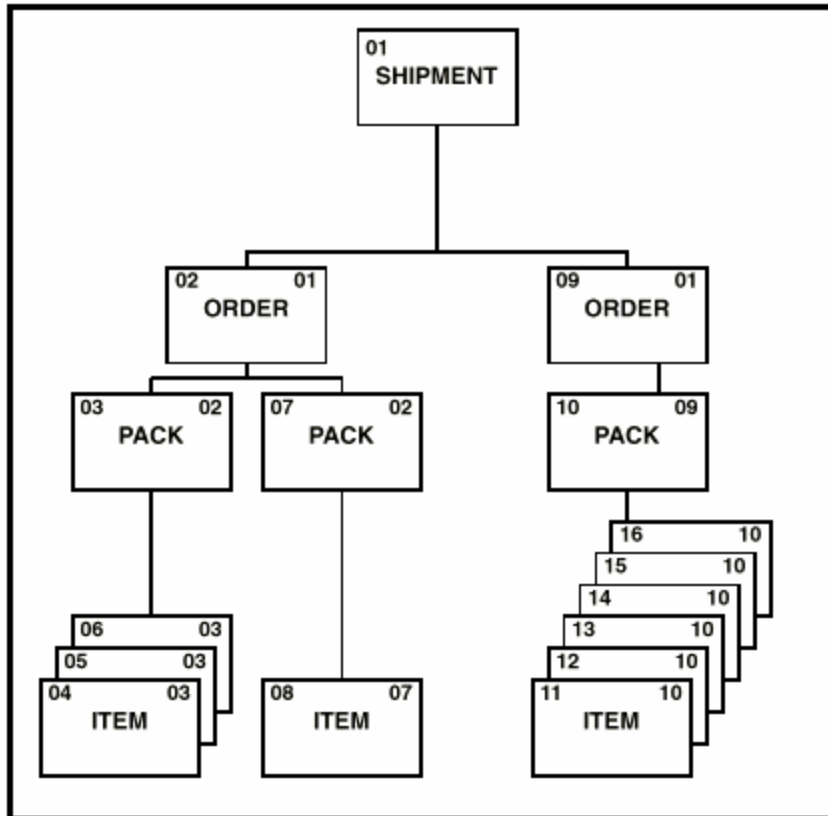 01
SHIPMENT
02 01
ORDER
09 01
ORDER
03 02
PACK
07 02
PACK
10 09
PACK
16 10
15 10
14 10
13 10
12 10
11 10
ITEM
06 03
05 03
04 03
ITEM
08 07
ITEM